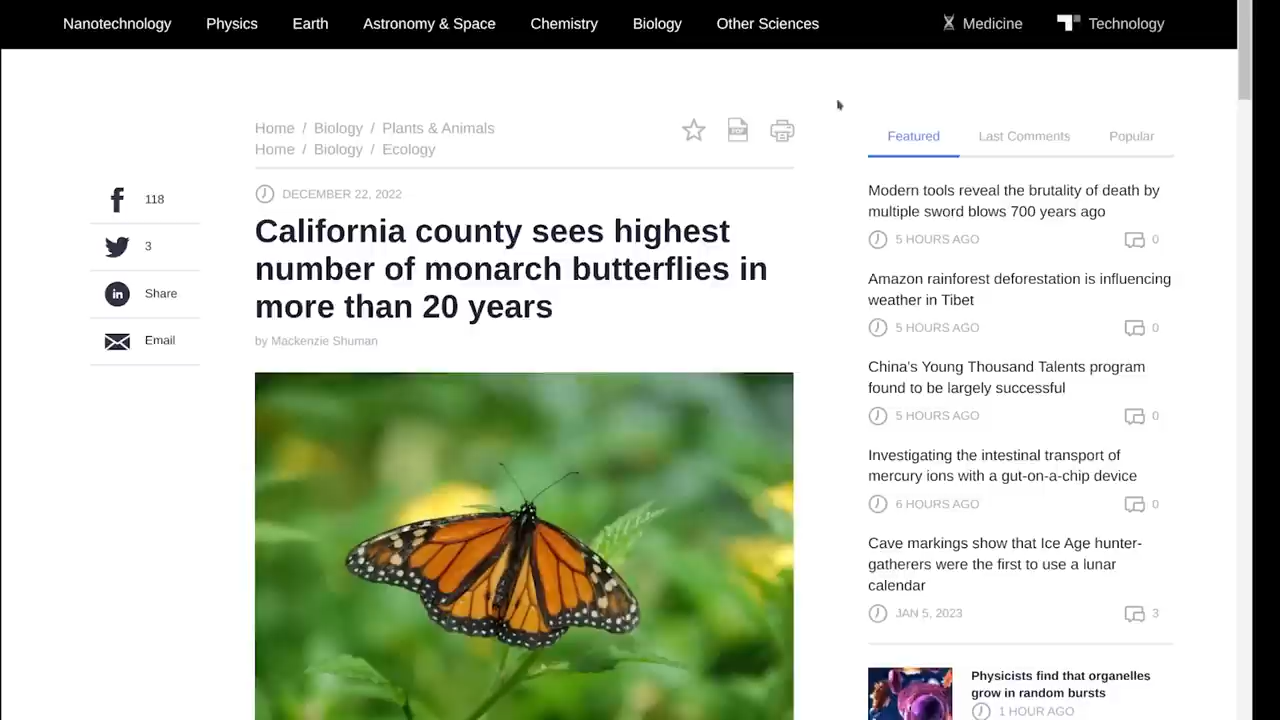 Nanotechnology Physics Earth Astronomy & Space Chemistry Biology Other Sciences Medicine Technology
Home / Biology / Plants & Animals
Home / Biology / Ecology
DECEMBER 22, 2022
California county sees highest
number of monarch butterflies in
more than 20 years
by Mackenzie Shuman
118
3
Share
Email
Featured Last Comments Popular
Modern tools reveal the brutality of death by
multiple sword blows 700 years ago
5 HOURS AGO 0
Amazon rainforest deforestation is influencing
weather in Tibet
5 HOURS AGO 0
China's Young Thousand Talents program
found to be largely successful
5 HOURS AGO 0
Investigating the intestinal transport of
mercury ions with a gut-on-a-chip device
6 HOURS AGO 0
Cave markings show that Ice Age hunter-
gatherers were the first to use a lunar
calendar
JAN 5, 2023 3
Physicists find that organelles
grow in random bursts
1 HOUR AGO